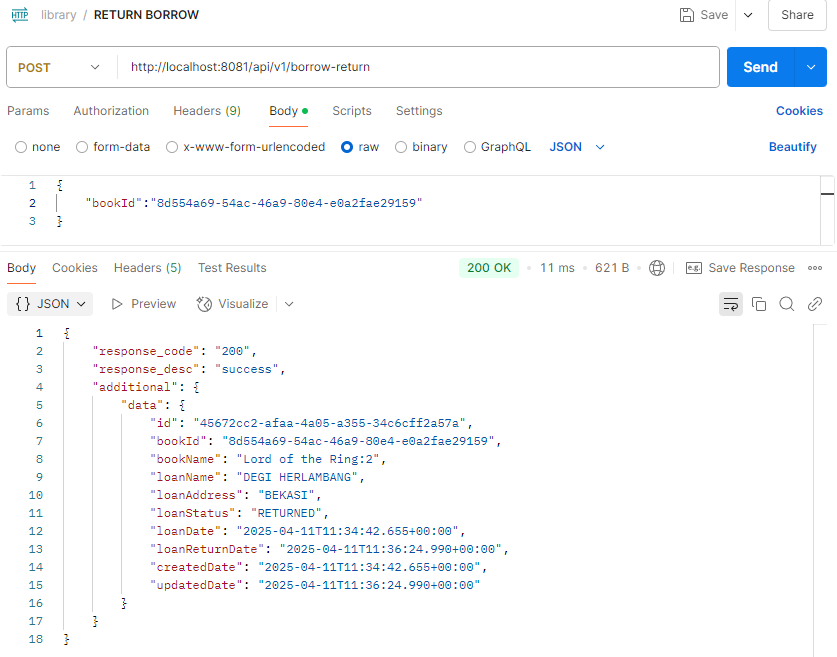 HTTP library / RETURN BORROW Save Share
POST http://localhost:8081/api/v1/borrow-return Send
Params Authorization Headers (9) Body Scripts Settings Cookies
none form-data x-www-form-urlencoded raw binary GraphQL JSON Beautify
1 {
2 "bookId":"8d554a69-54ac-46a9-80e4-e0a2fae29159"
3 }
Body Cookies Headers (5) Test Results 200 OK 11 ms 621 B e.g. Save Response
{} JSON Preview Visualize
1 {
2 "response_code": "200",
3 "response_desc": "success",
4 "additional": {
5 "data": {
6 "id": "45672cc2-afaa-4a05-a355-34c6cff2a57a",
7 "bookId": "8d554a69-54ac-46a9-80e4-e0a2fae29159",
8 "bookName": "Lord of the Ring:2",
9 "loanName": "DEGI HERLAMBANG",
10 "loanAddress": "BEKASI",
11 "loanStatus": "RETURNED",
12 "loanDate": "2025-04-11T11:34:42.655+00:00",
13 "loanReturnDate": "2025-04-11T11:36:24.990+00:00",
14 "createdDate": "2025-04-11T11:34:42.655+00:00",
15 "updatedDate": "2025-04-11T11:36:24.990+00:00"
16 }
17 }
18 }